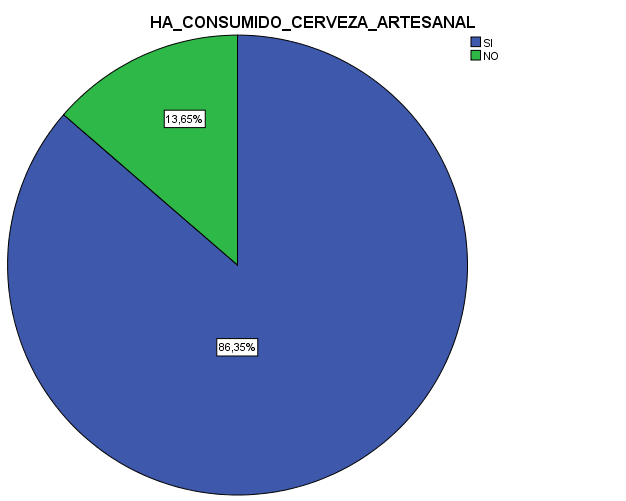 HA_CONSUMIDO_CERVEZA_ARTESANAL
SI
NO
13,65%
86,35%